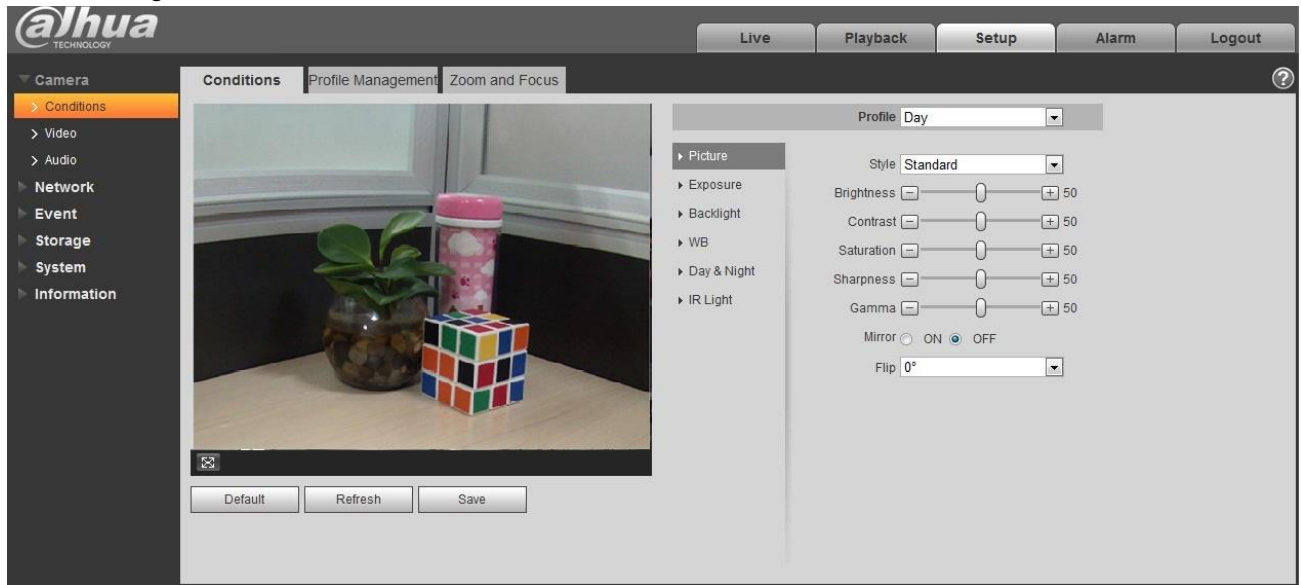 alhua
TECHNOLOGY
Live
Playback
Setup
Alarm
Logout
Camera
Conditions
Video
Audio
Network
Event
Storage
System
Information
Conditions
Profile Management
Zoom and Focus
?
Default
Refresh
Save
Picture
Exposure
Backlight
WB
Day & Night
IR Light
Profile Day
Style Standard
Brightness - + 50
Contrast - + 50
Saturation - + 50
Sharpness - + 50
Gamma - + 50
Mirror ON OFF
Flip 0°